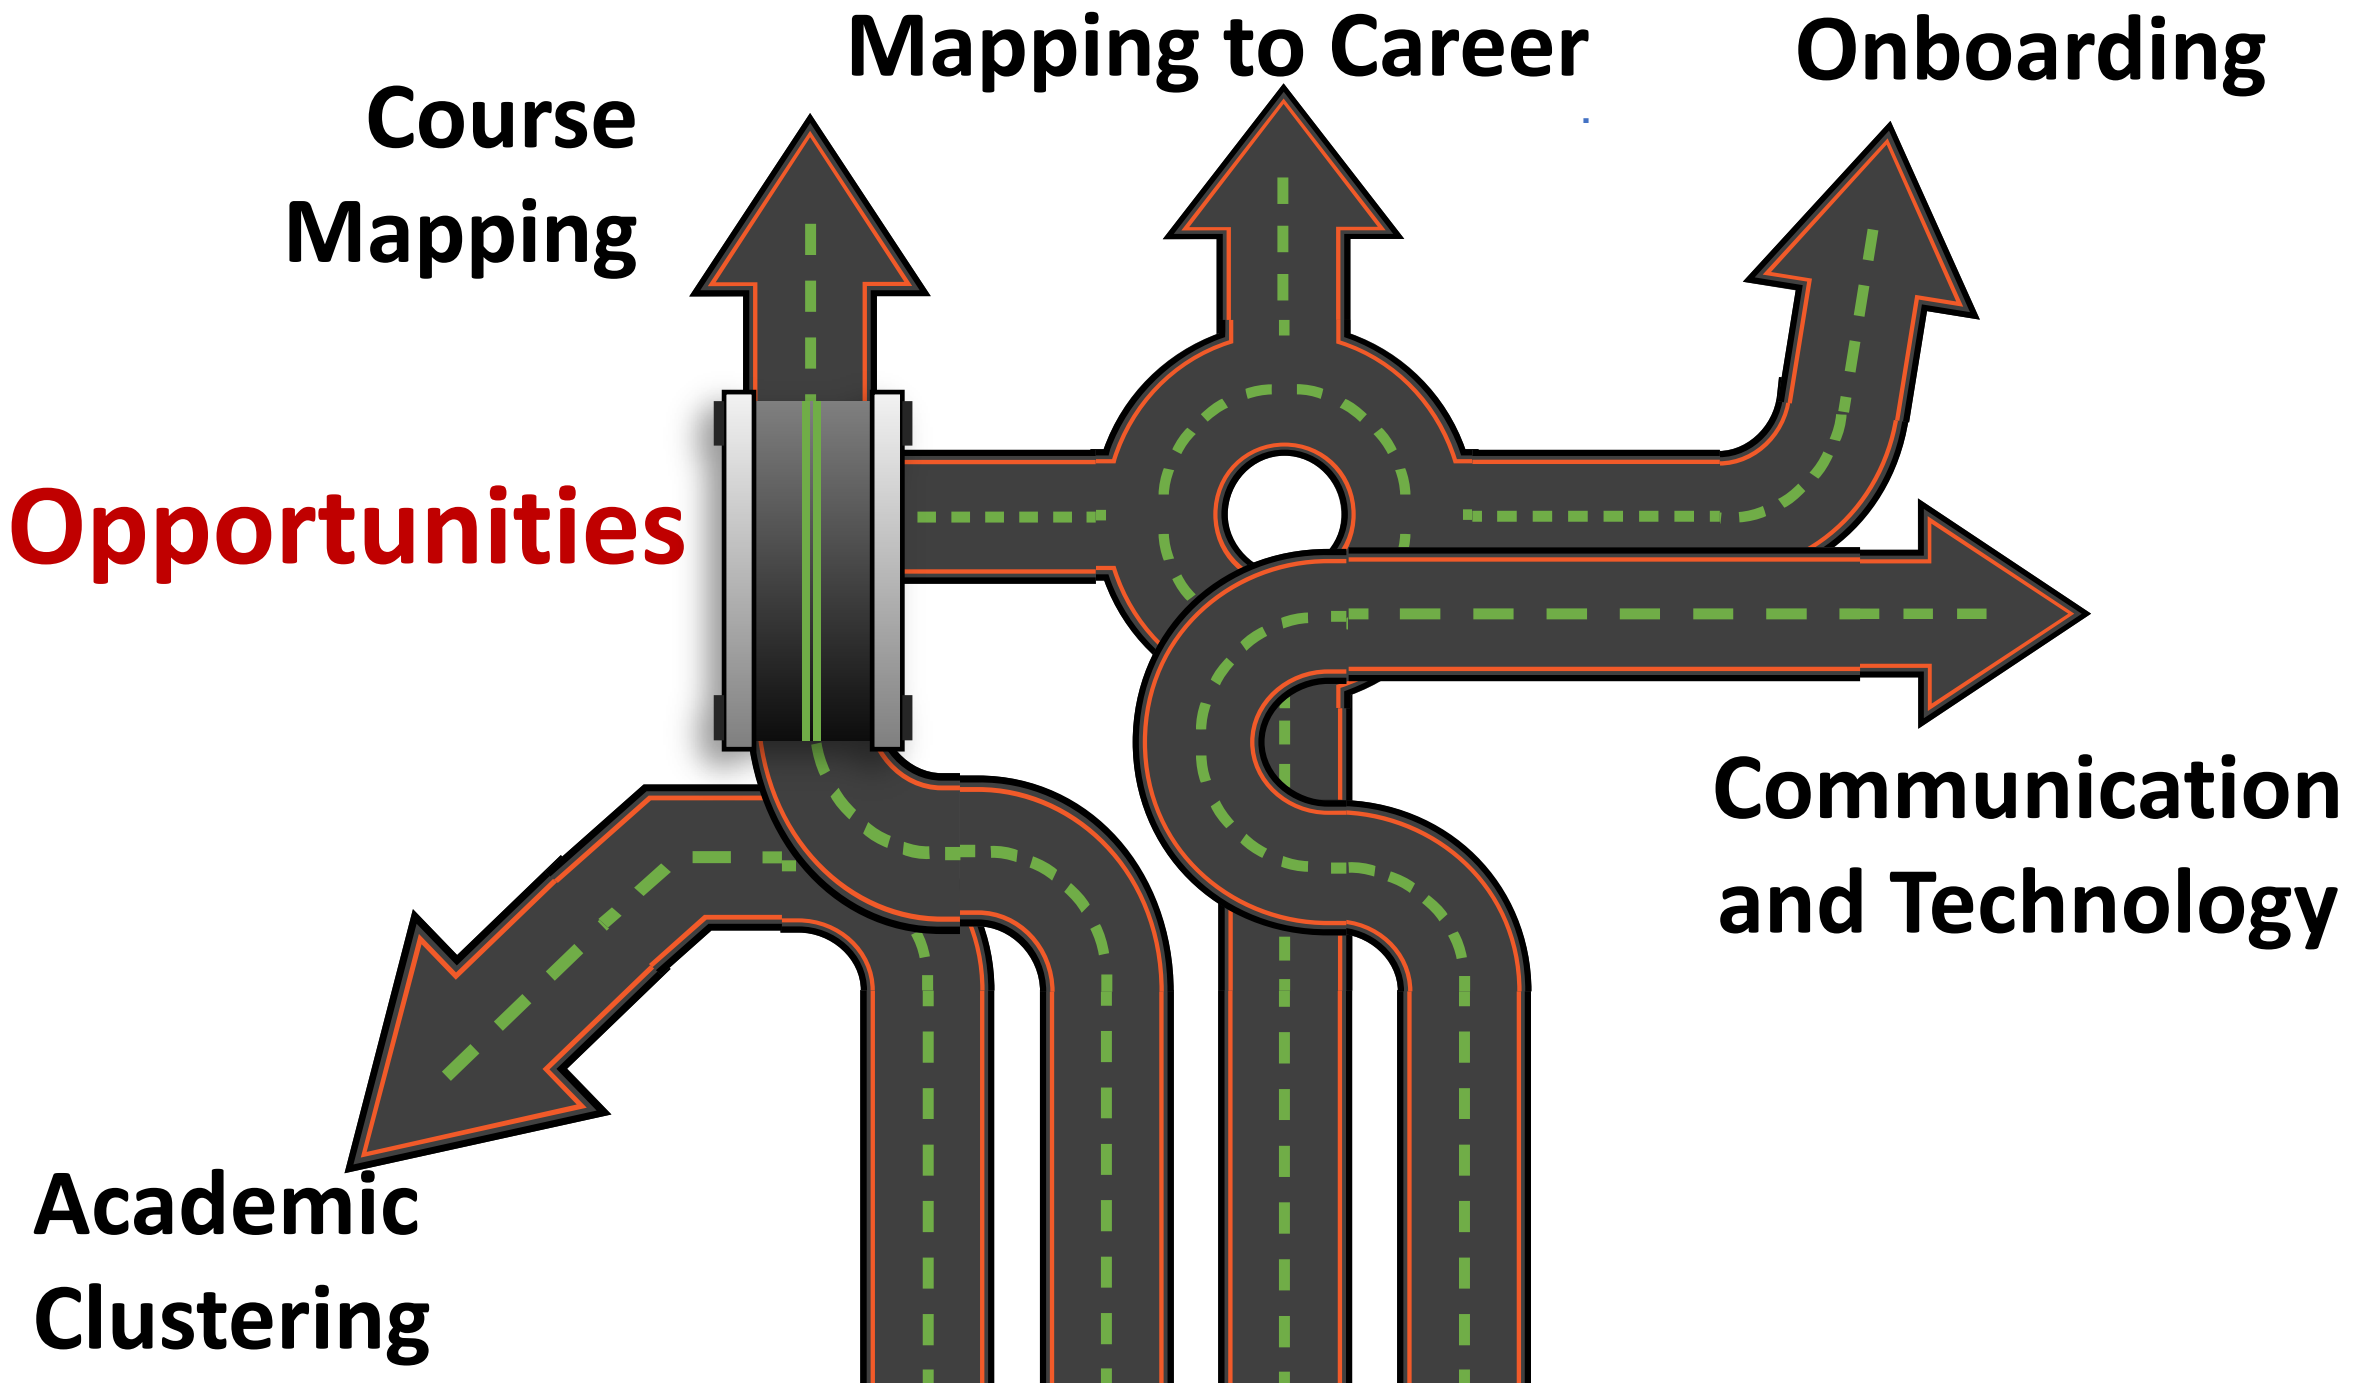 Mapping to Career
Onboarding
Course
Mapping
Opportunities
Communication
and Technology
Academic
Clustering